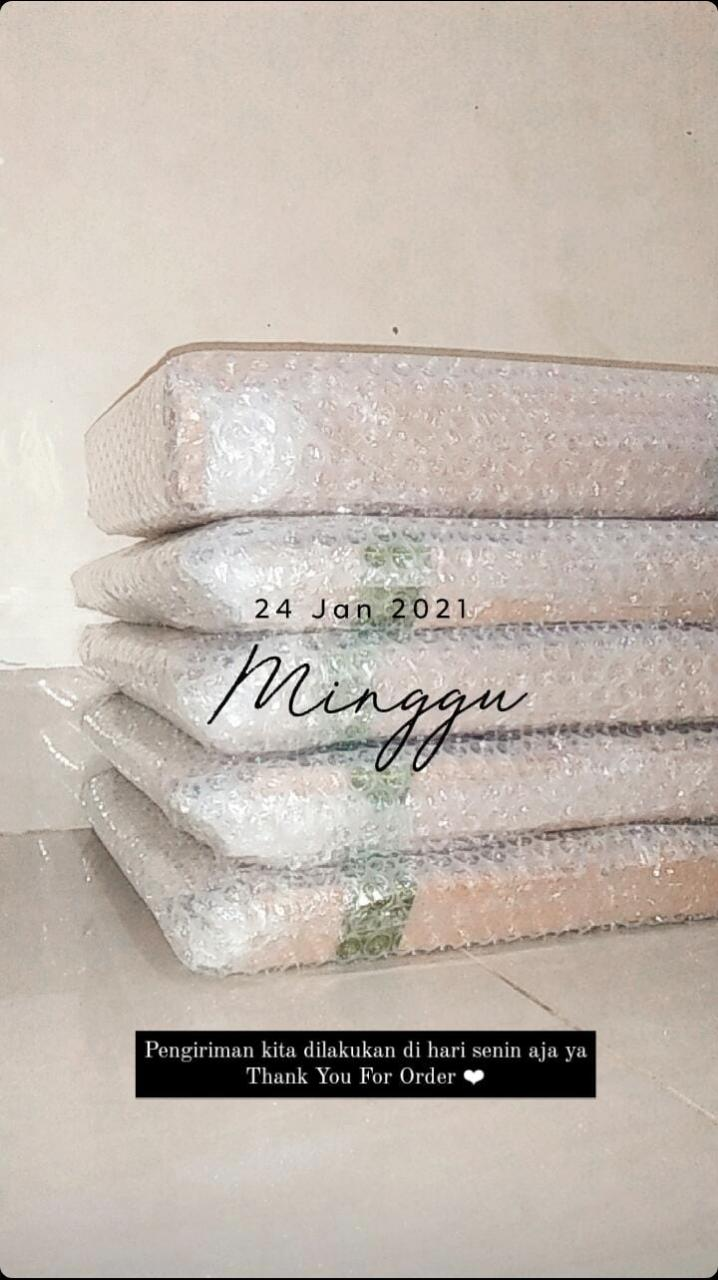 24 Jan 2021
Minggu
Pengiriman kita dilakukan di hari senin aja ya
Thank You For Order ❤